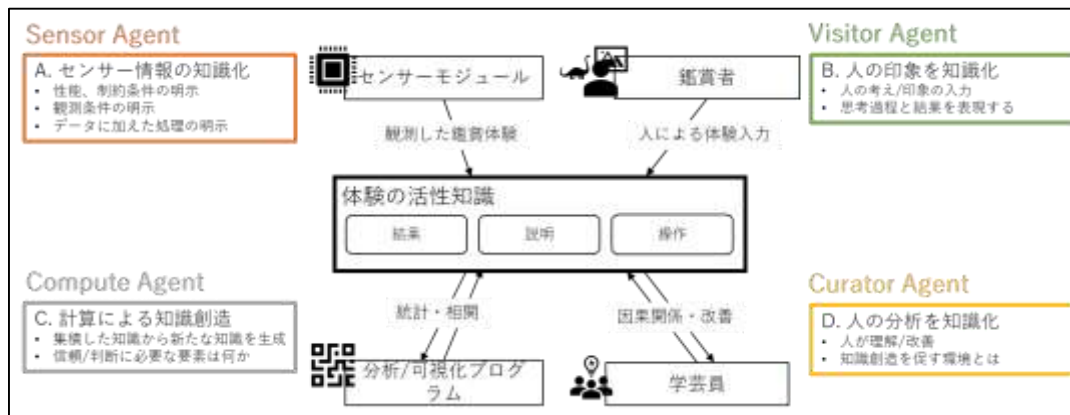 Sensor Agent
A. センサー情報の知識化
• 性能、制約条件の明示
• 観測条件の明示
• データに加えた処理の明示
センサーモジュール
鑑賞者
Visitor Agent
B. 人の印象を知識化
• 人の考え/印象の入力
• 思考過程と結果を表現する
観測した鑑賞体験
人による体験入力
体験の活性知識
結果
説明
操作
Compute Agent
C. 計算による知識創造
• 集積した知識から新たな知識を生成
• 信頼/判断に必要な要素は何か
統計・相関
因果関係・改善
分析/可視化プログ
ラム
学芸員
Curator Agent
D. 人の分析を知識化
• 人が理解/改善
• 知識創造を促す環境とは